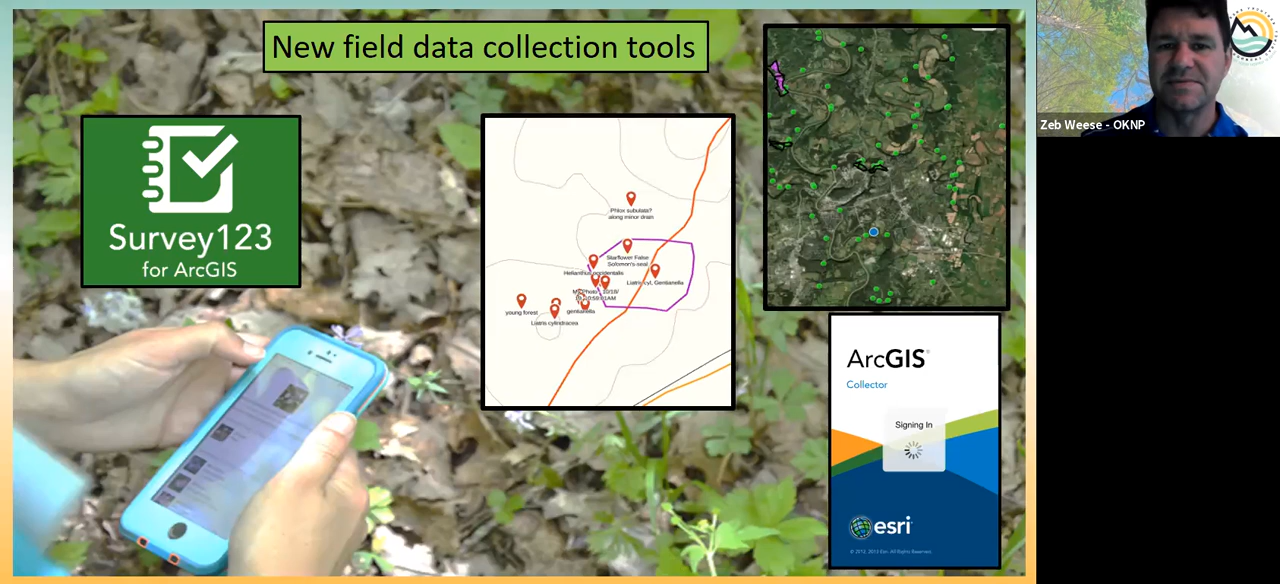 New field data collection tools
Survey123
for ArcGIS
Phlox subulata?
along minor drain
Starflower False
Solomon's-seal
Helianthus occidentalis
Liatris cyl, Gentianella
young forest
gentianella
Liatris cylindracea
ArcGIS
Collector
Signing In
esri
Zeb Weese - OKNP